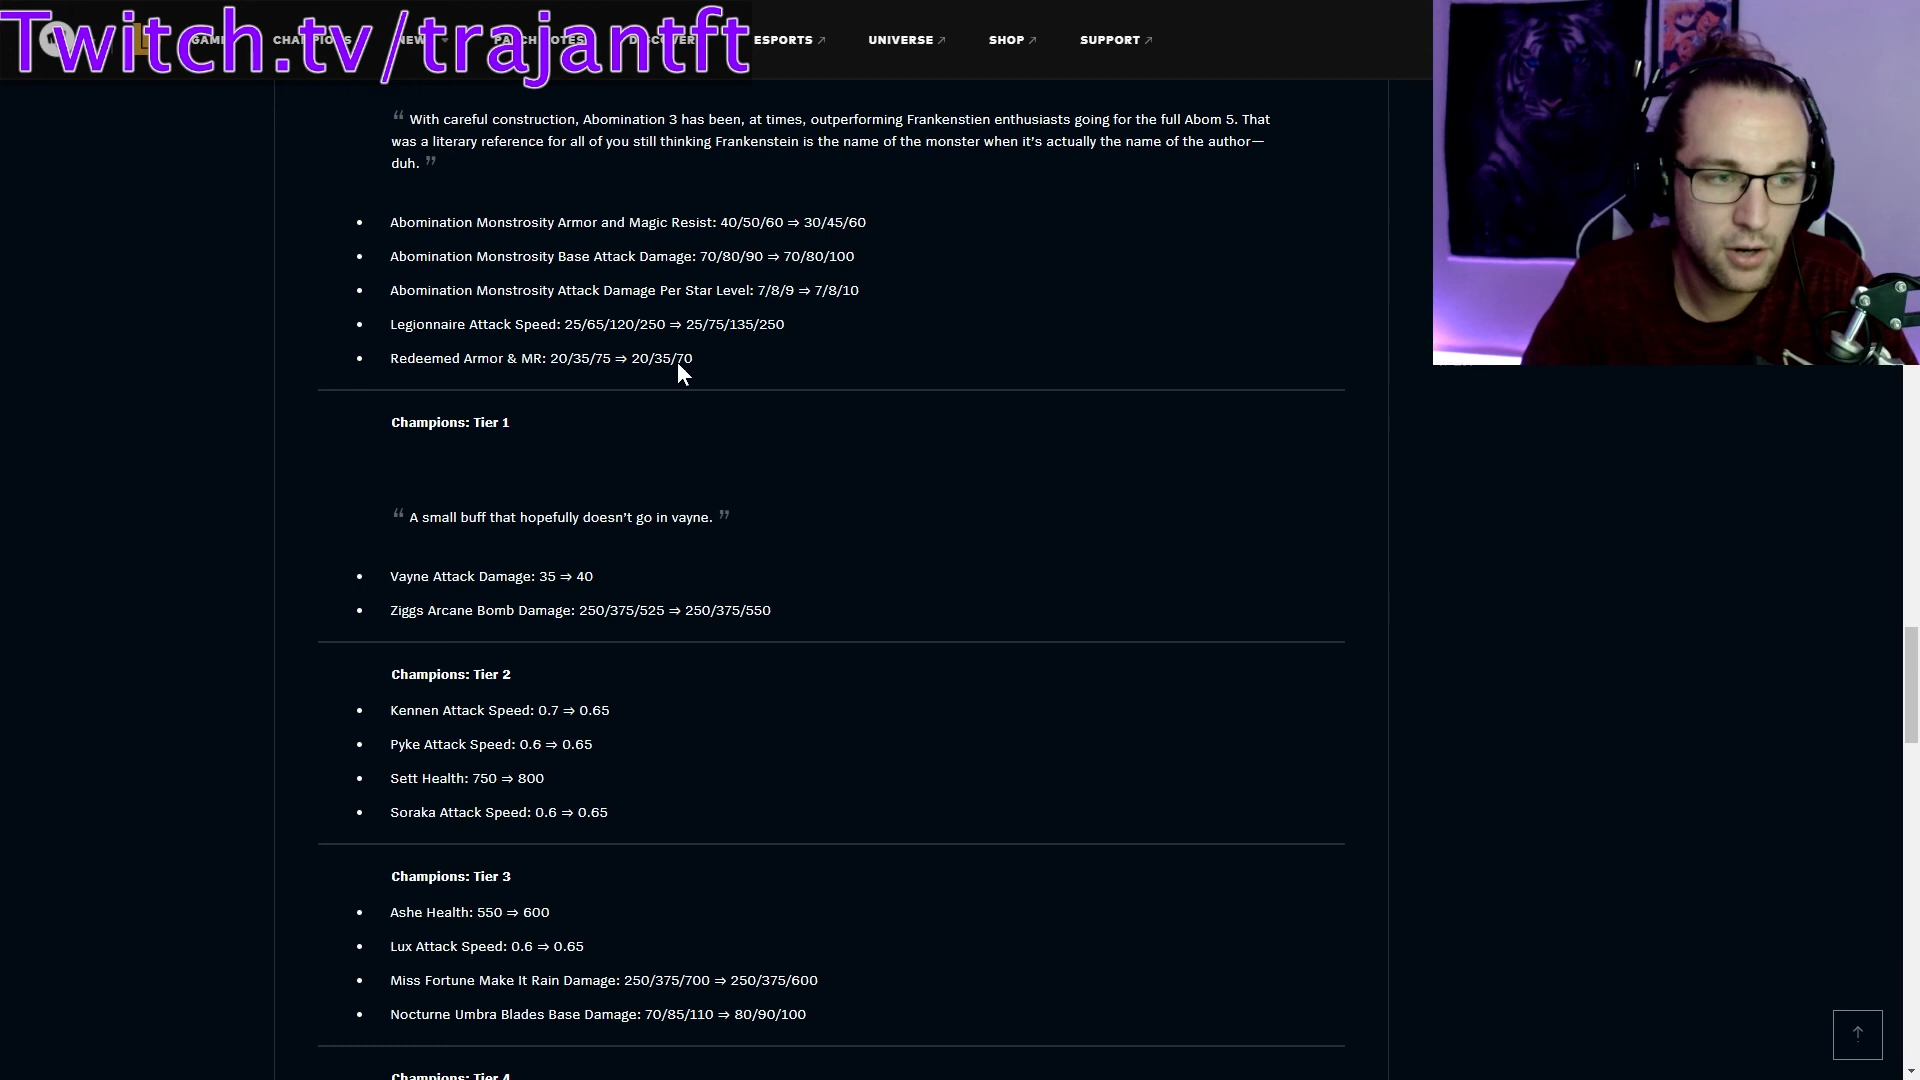 Twitch.tv/trajantft
ESPORTS
UNIVERSE
SHOP
SUPPORT
“ With careful construction, Abomination 3 has been, at times, outperforming Frankenstien enthusiasts going for the full Abom 5. That
was a literary reference for all of you still thinking Frankenstein is the name of the monster when it’s actually the name of the author—
duh. ”
• Abomination Monstrosity Armor and Magic Resist: 40/50/60 ⇒ 30/45/60
• Abomination Monstrosity Base Attack Damage: 70/80/90 ⇒ 70/80/100
• Abomination Monstrosity Attack Damage Per Star Level: 7/8/9 ⇒ 7/8/10
• Legionnaire Attack Speed: 25/65/120/250 ⇒ 25/75/135/250
• Redeemed Armor & MR: 20/35/75 ⇒ 20/35/70
Champions: Tier 1
“ A small buff that hopefully doesn’t go in vayne. ”
• Vayne Attack Damage: 35 ⇒ 40
• Ziggs Arcane Bomb Damage: 250/375/525 ⇒ 250/375/550
Champions: Tier 2
• Kennen Attack Speed: 0.7 ⇒ 0.65
• Pyke Attack Speed: 0.6 ⇒ 0.65
• Sett Health: 750 ⇒ 800
• Soraka Attack Speed: 0.6 ⇒ 0.65
Champions: Tier 3
• Ashe Health: 550 ⇒ 600
• Lux Attack Speed: 0.6 ⇒ 0.65
• Miss Fortune Make It Rain Damage: 250/375/700 ⇒ 250/375/600
• Nocturne Umbra Blades Base Damage: 70/85/110 ⇒ 80/90/100
Champions: Tier 4